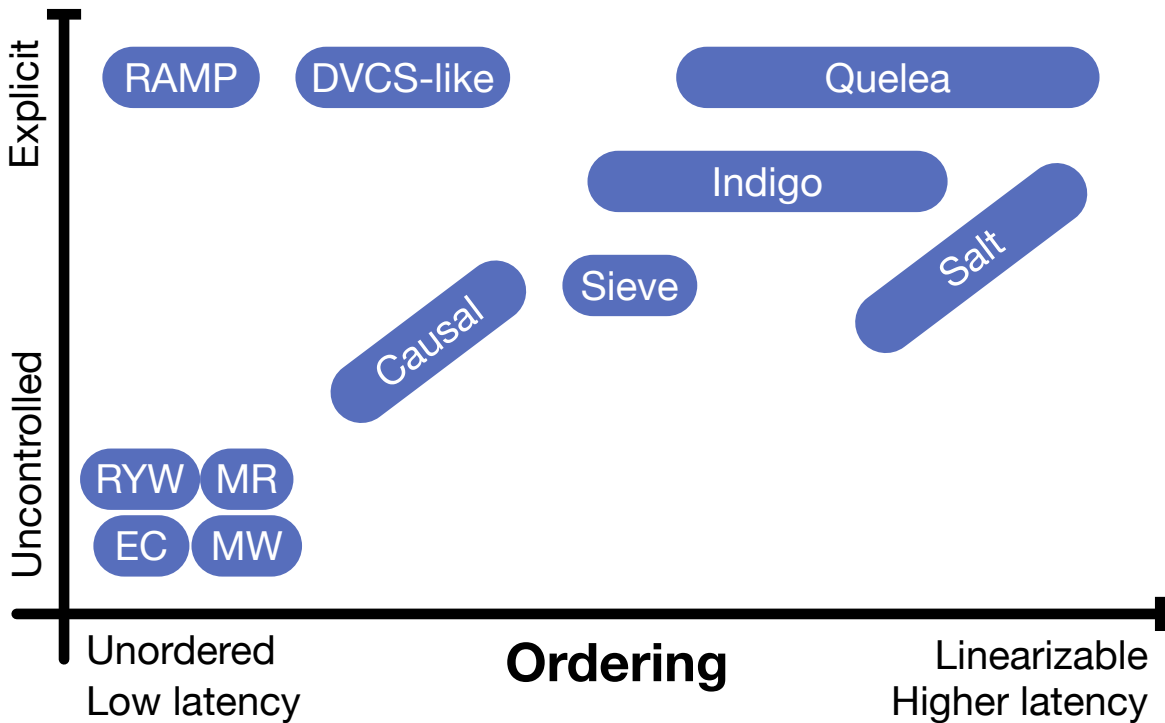 Explicit
RAMP
DVCS-like
Quelea
Indigo
Salt
Sieve
Causal
Uncontrolled
RYW
MR
EC
MW
Unordered
Low latency
Ordering
Linearizable
Higher latency